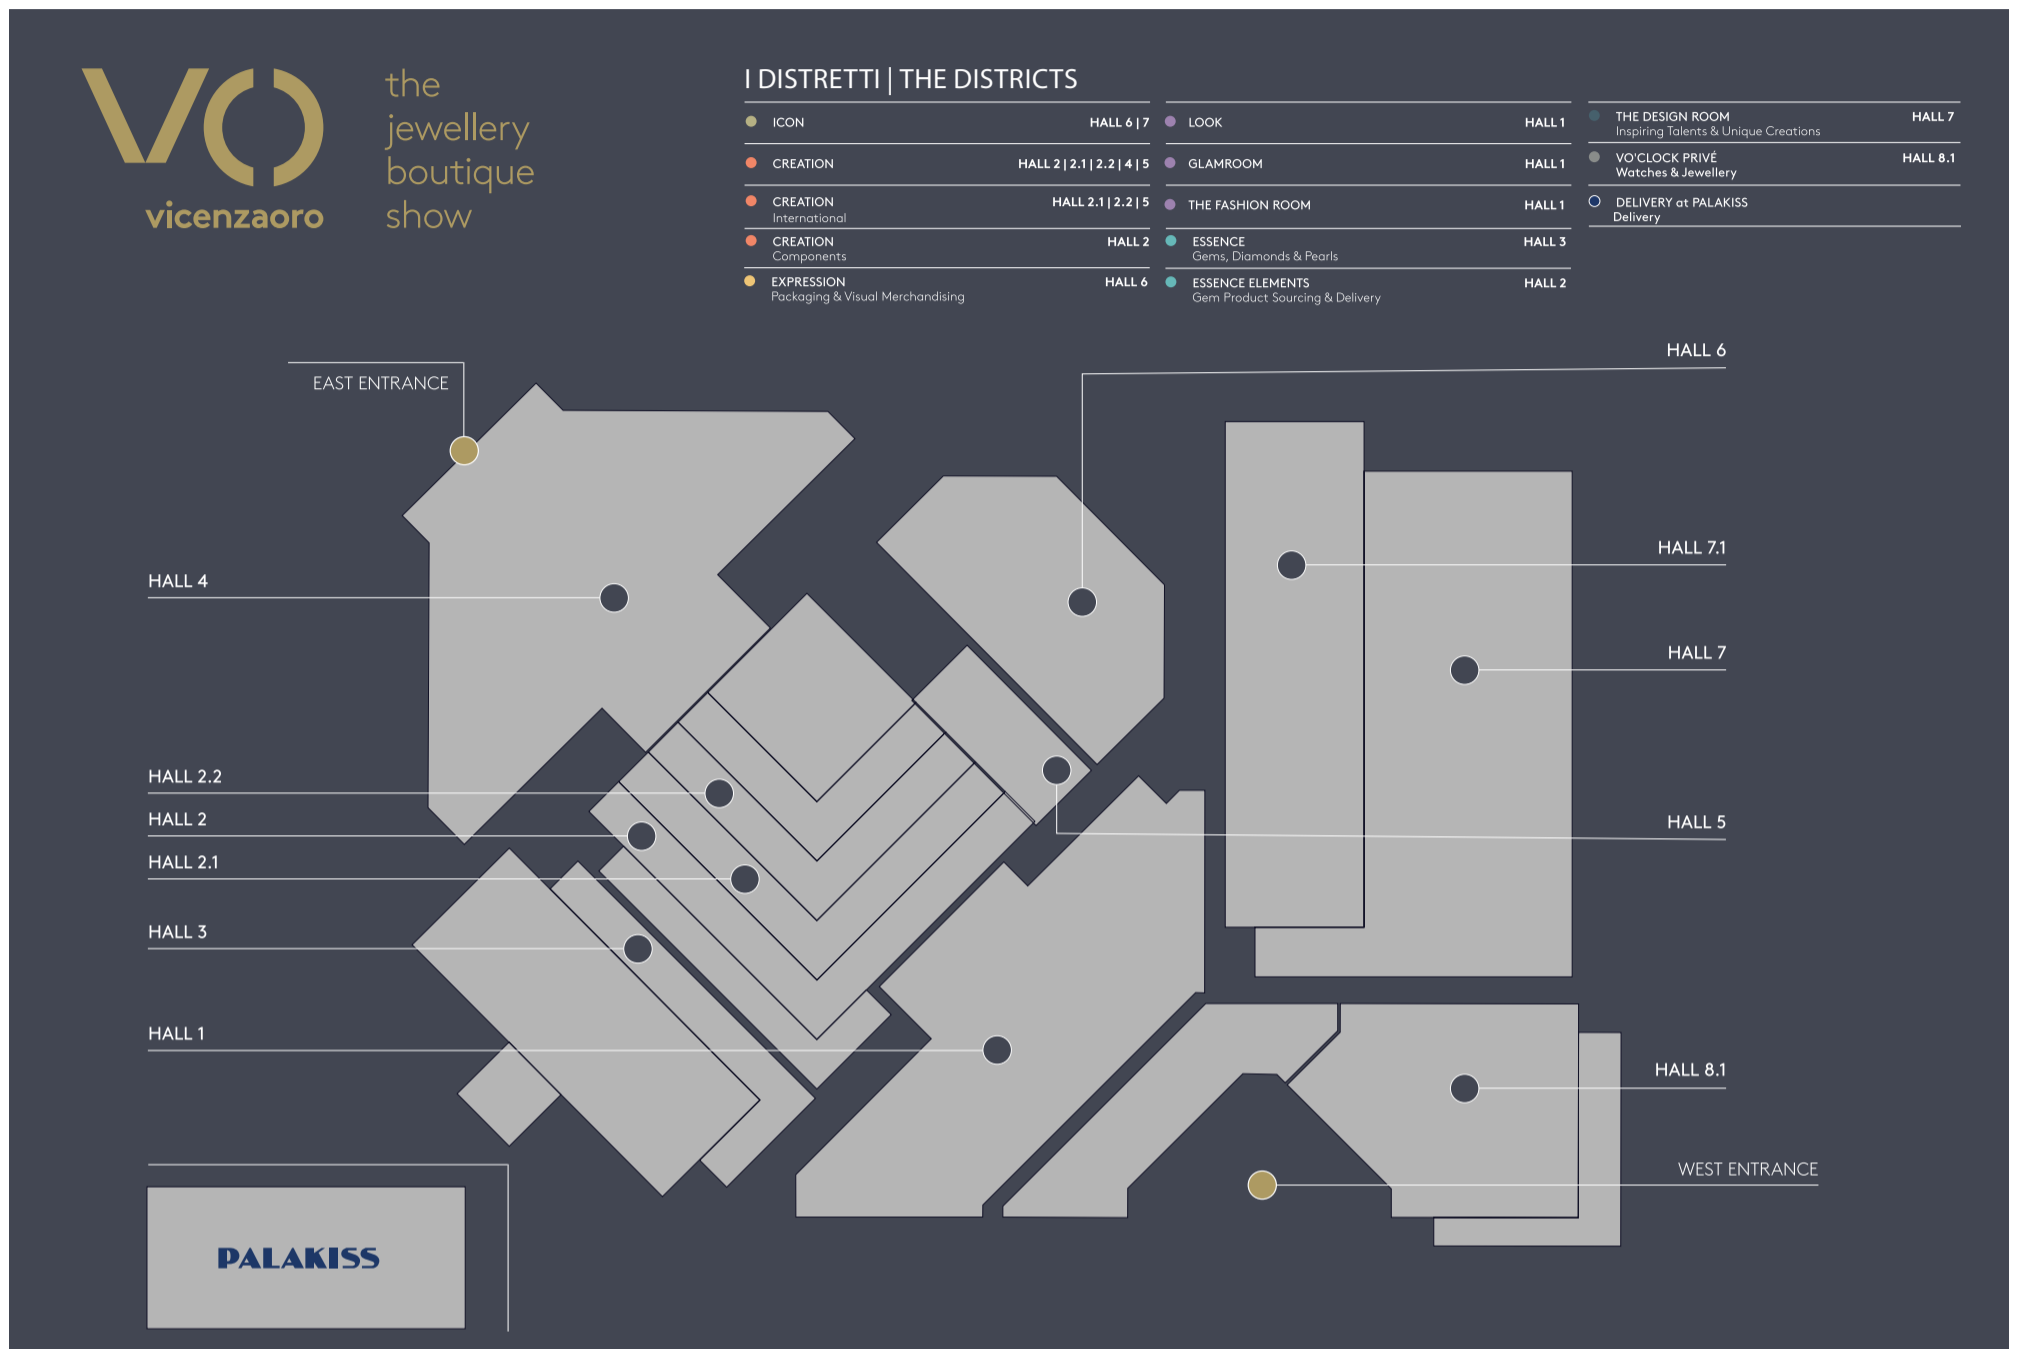 VO
vicenzaoro
the
jewellery
boutique
show
I DISTRETTI | THE DISTRICTS
ICON HALL 6 | 7
CREATION HALL 2 | 2.1 | 2.2 | 4 | 5
CREATION HALL 2.1 | 2.2 | 5
International
CREATION HALL 2
Components
EXPRESSION HALL 6
Packaging & Visual Merchandising
LOOK HALL 1
GLAMROOM HALL 1
THE FASHION ROOM HALL 1
ESSENCE HALL 3
Gems, Diamonds & Pearls
ESSENCE ELEMENTS HALL 2
Gem Product Sourcing & Delivery
THE DESIGN ROOM HALL 7
Inspiring Talents & Unique Creations
VO'CLOCK PRIVÉ HALL 8.1
Watches & Jewellery
DELIVERY at PALAKISS
Delivery
HALL 6
EAST ENTRANCE
HALL 7.1
HALL 4
HALL 7
HALL 2.2
HALL 2
HALL 5
HALL 2.1
HALL 3
HALL 1
HALL 8.1
WEST ENTRANCE
PALAKISS